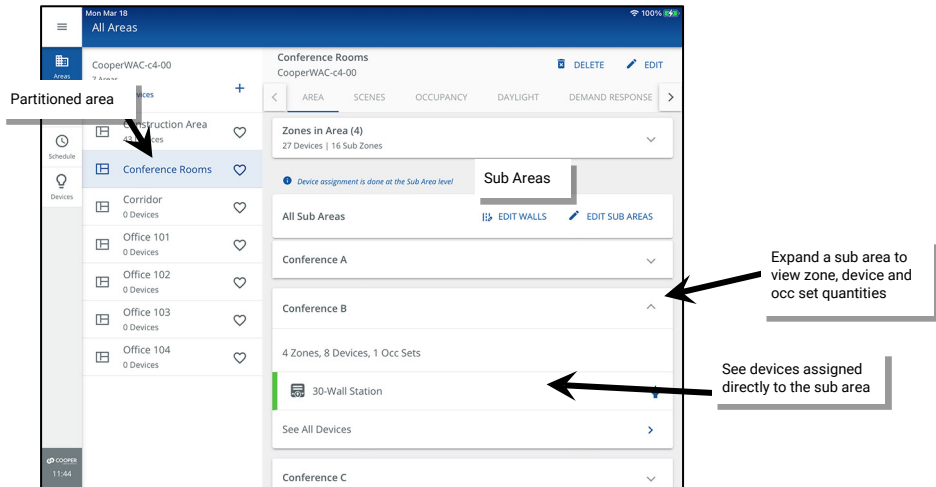 Mon Mar 18
All Areas
100%
Areas
Schedule
Devices
COOPER
11:44
CooperWAC-c4-00
7 Areas
Partitioned area
Construction Area
43 Devices
Conference Rooms
Corridor
0 Devices
Office 101
0 Devices
Office 102
0 Devices
Office 103
0 Devices
Office 104
0 Devices
Conference Rooms
CooperWAC-c4-00
DELETE
EDIT
AREA SCENES OCCUPANCY DAYLIGHT DEMAND RESPONSE
Zones in Area (4)
27 Devices | 16 Sub Zones
Device assignment is done at the Sub Area level
Sub Areas
All Sub Areas
EDIT WALLS
EDIT SUB AREAS
Conference A
Conference B
4 Zones, 8 Devices, 1 Occ Sets
30-Wall Station
See All Devices
Conference C
Expand a sub area to
view zone, device and
occ set quantities
See devices assigned
directly to the sub area